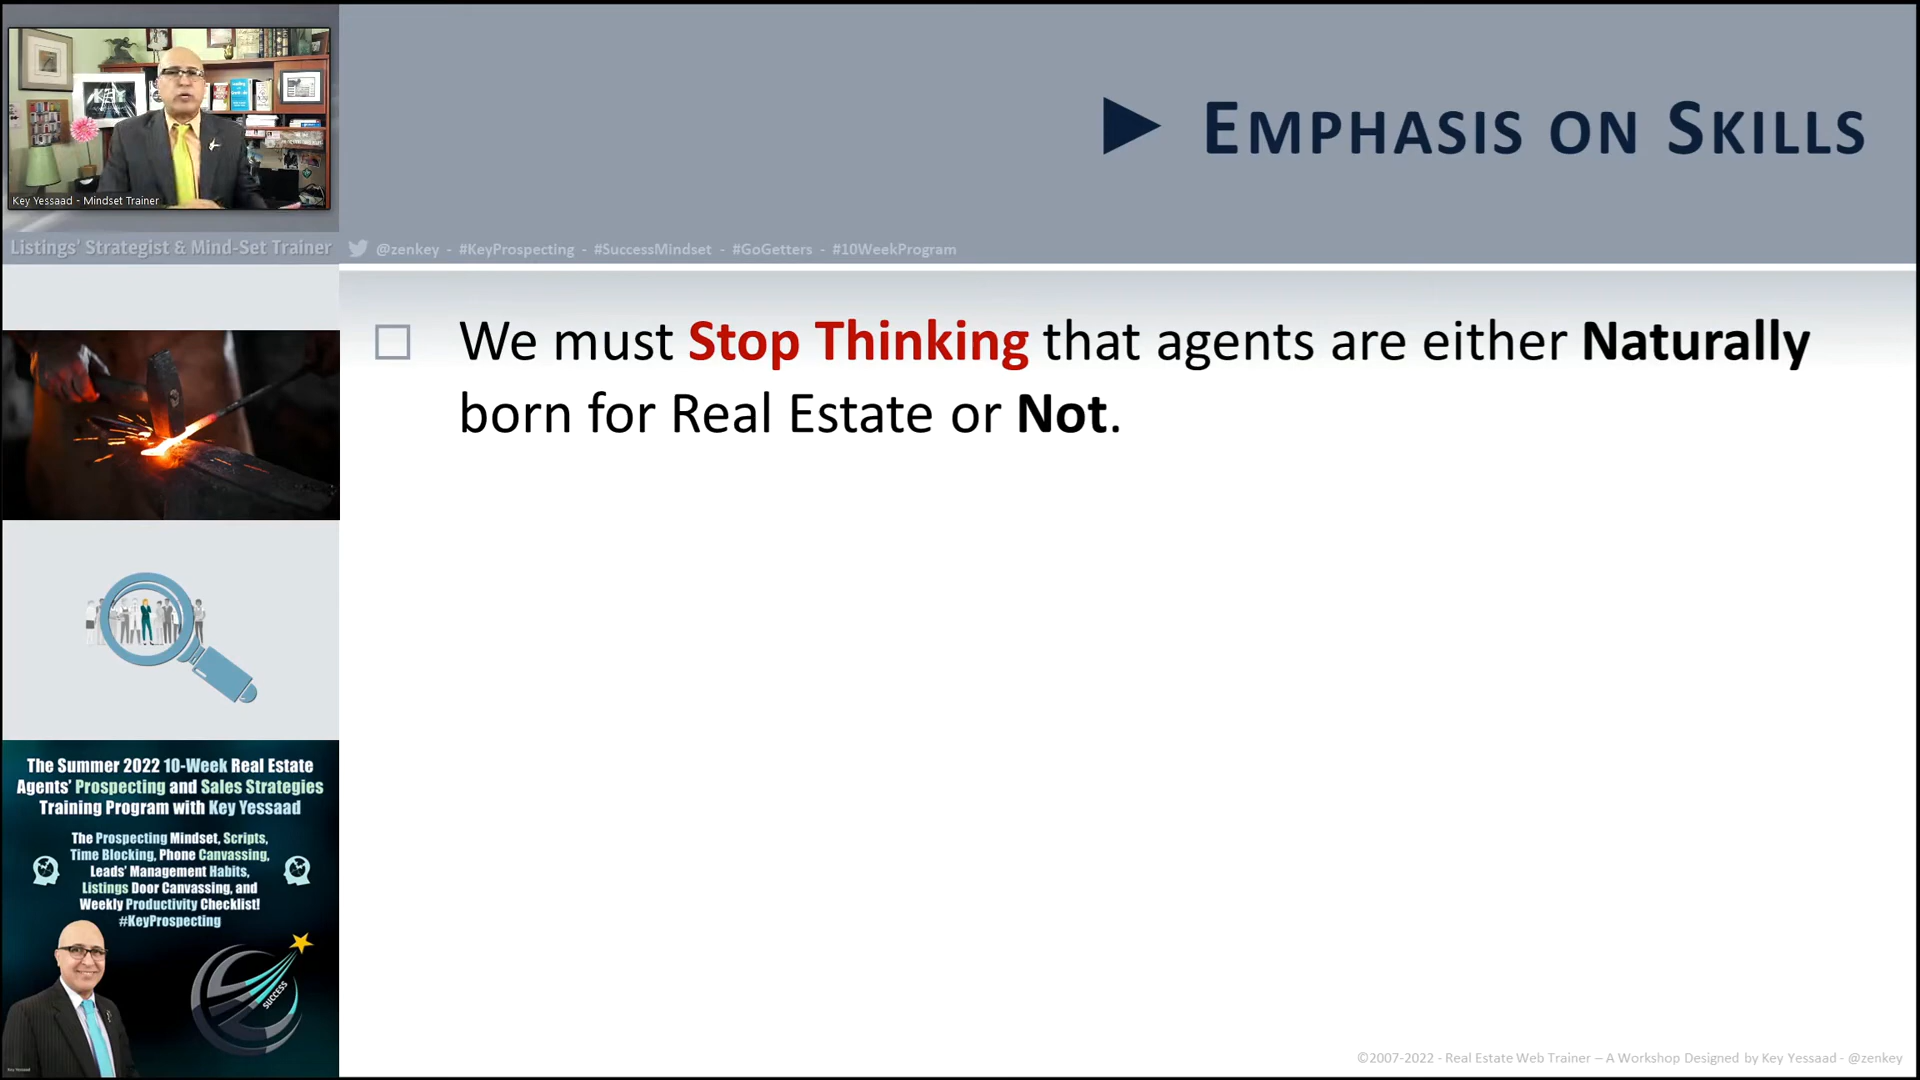 KEY
Key Yessaad - Mindset Trainer
► EMPHASIS ON SKILLS
Listings' Strategist & Mind-Set Trainer
@zenkey - #KeyProspecting - #SuccessMindset - #GoGetters - #10WeekProgram
We must Stop Thinking that agents are either Naturally
born for Real Estate or Not.
The Summer 2022 10-Week Real Estate
Agents' Prospecting and Sales Strategies
Training Program with Key Yessaad
The Prospecting Mindset, Scripts,
Time Blocking, Phone Canvassing,
Leads' Management Habits,
Listings Door Canvassing, and
Weekly Productivity Checklist!
#KeyProspecting
SUCCESS
Key Yessaad
©2007-2022 - Real Estate Web Trainer – A Workshop Designed by Key Yessaad - @zenkey